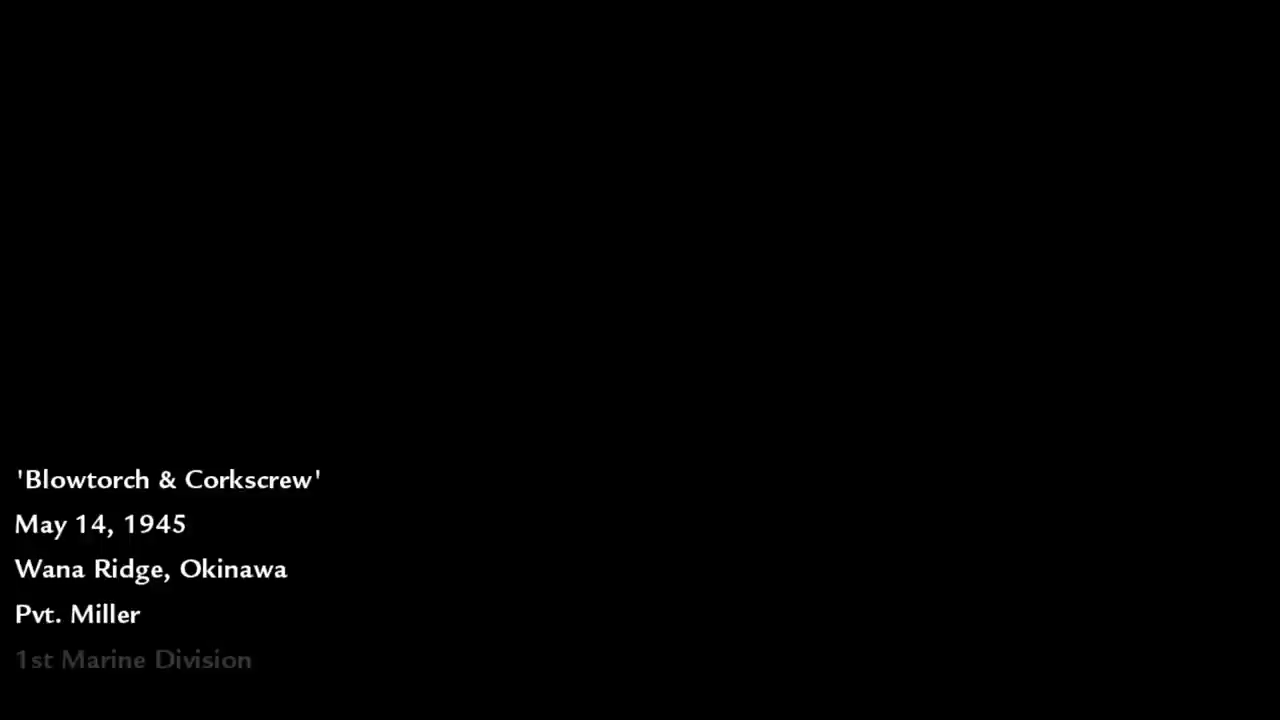 'Blowtorch & Corkscrew'
May 14, 1945
Wana Ridge, Okinawa
Pvt. Miller
1st Marine Division